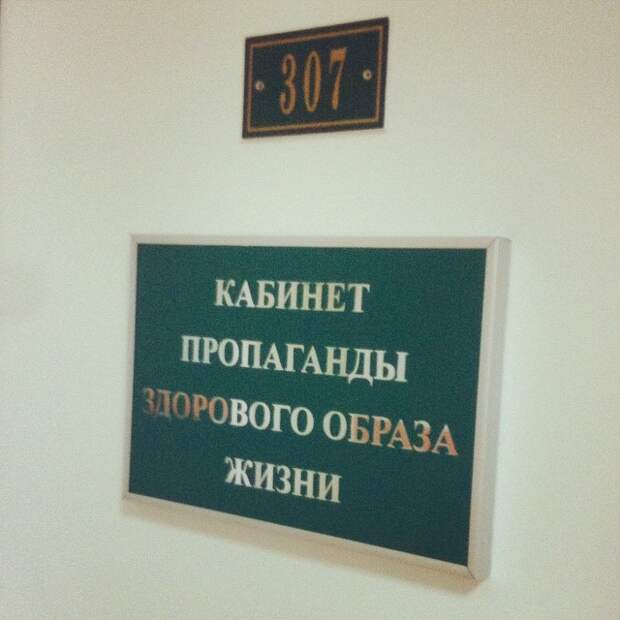 307
КАБИНЕТ
ПРОПАГАНДЫ
ЗДОРОВОГО ОБРАЗА
ЖИЗНИ